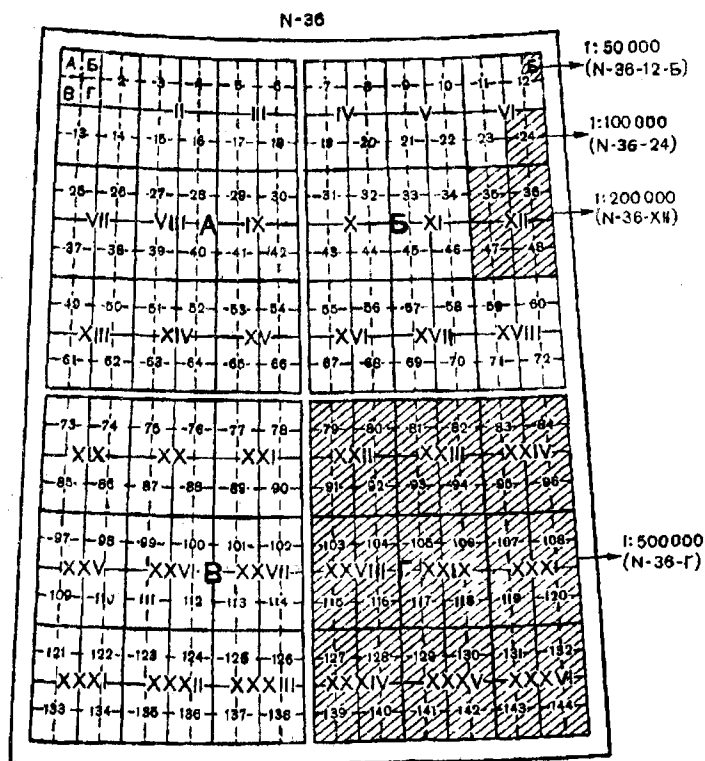 N-36
А Б
-2- -3- -4- -5- -6- -7- -8- -9- -10- -11- 12 Б
В Г
II III IV V VI
-13- -14- -15- 16 -17- 18 19 -20- 21 -22- 23 -24-
25 -26- -27- -28- -29- 30 -31- 32 33 -34- 35 36
VII VIII А IX X Б XI XII
-37- -38- -39- -40 -41- -42- -43- 44 -45- -46 47 48
49 -50- -51- -52- -53- -54- 55 -56- -57- -58 59 60
XIII XIV XV XVI XVII XVIII
-61- 62 -63- -64- -65- 66 67 -68- 69 -70 71 72
73 -74- 75 -76- -77- 78- -79 -80- -81- -82- 83 -84
XIX XX XXI XXII XXIII XXIV
-85- -86- 87 -88- -89- 90 -91- 92 -93- -94- 95 -96
-97- -98- -99- -100- 101 -102- -103 -104- -105 -106- 107 -108
XXV XXVI В XXVII XXVIII Г XXIX XXX
109 -110 111 112 -113 -114- 115 -116- -117 -118- 119 -120
-121- 122- -123 -124- -125- 126- -127 -128- -129 -130- 131 -132
XXXI XXXII XXXIII XXXIV XXXV XXXVI
-133- -134- -135- -136- 137- -138- 139 -140- -141- 142- -143- -144
1:50 000
(N-36-12-Б)
1:100 000
(N-36-24)
1:200 000
(N-36-XII)
1:500 000
(N-36-Г)